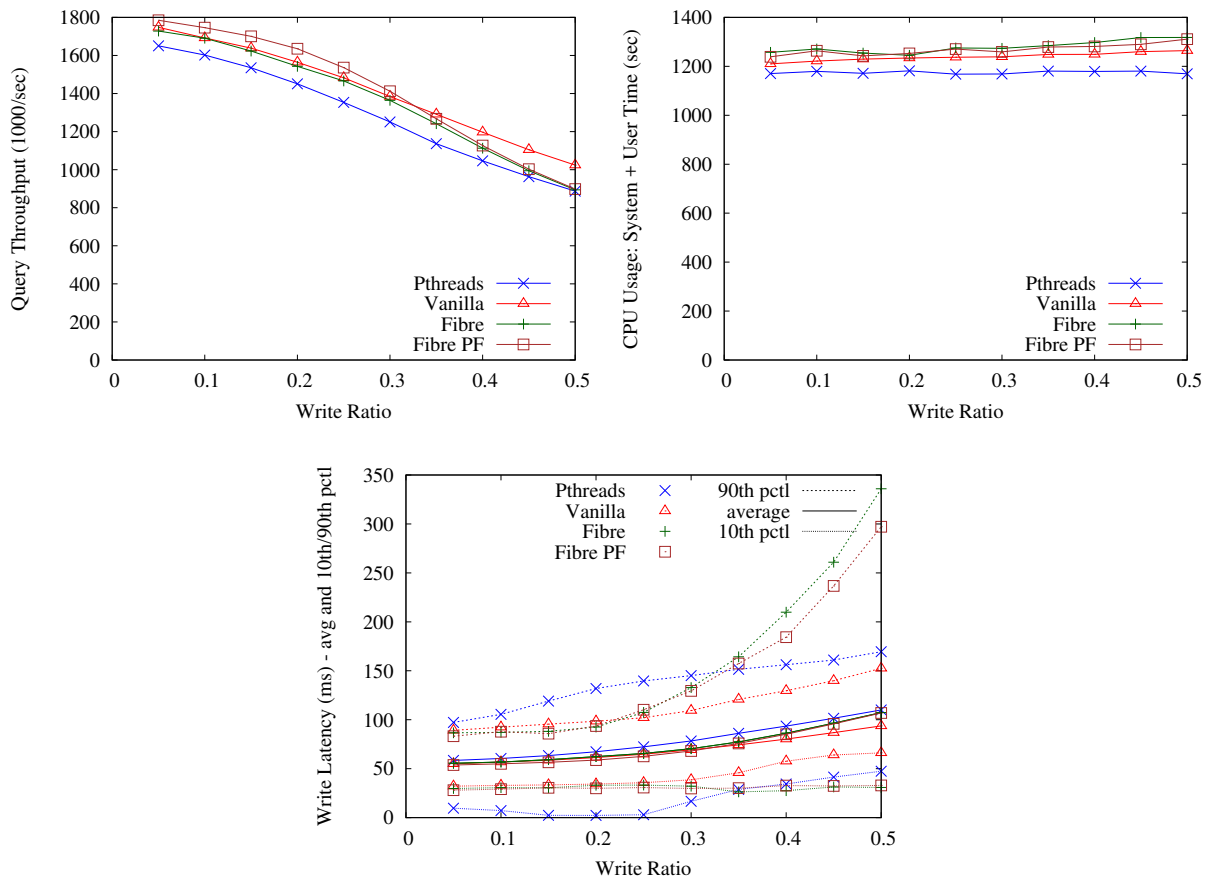 Query Throughput (1000/sec)
1800
1600
1400
1200
1000
800
600
400
200
0
Pthreads
Vanilla
Fibre
Fibre PF
0 0.1 0.2 0.3 0.4 0.5
Write Ratio
CPU Usage: System + User Time (sec)
1400
1200
1000
800
600
400
200
0
Pthreads
Vanilla
Fibre
Fibre PF
0 0.1 0.2 0.3 0.4 0.5
Write Ratio
Write Latency (ms) - avg and 10th/90th pctl
350
300
250
200
150
100
50
0
Pthreads
Vanilla
Fibre
Fibre PF
90th pctl
average
10th pctl
0 0.1 0.2 0.3 0.4 0.5
Write Ratio